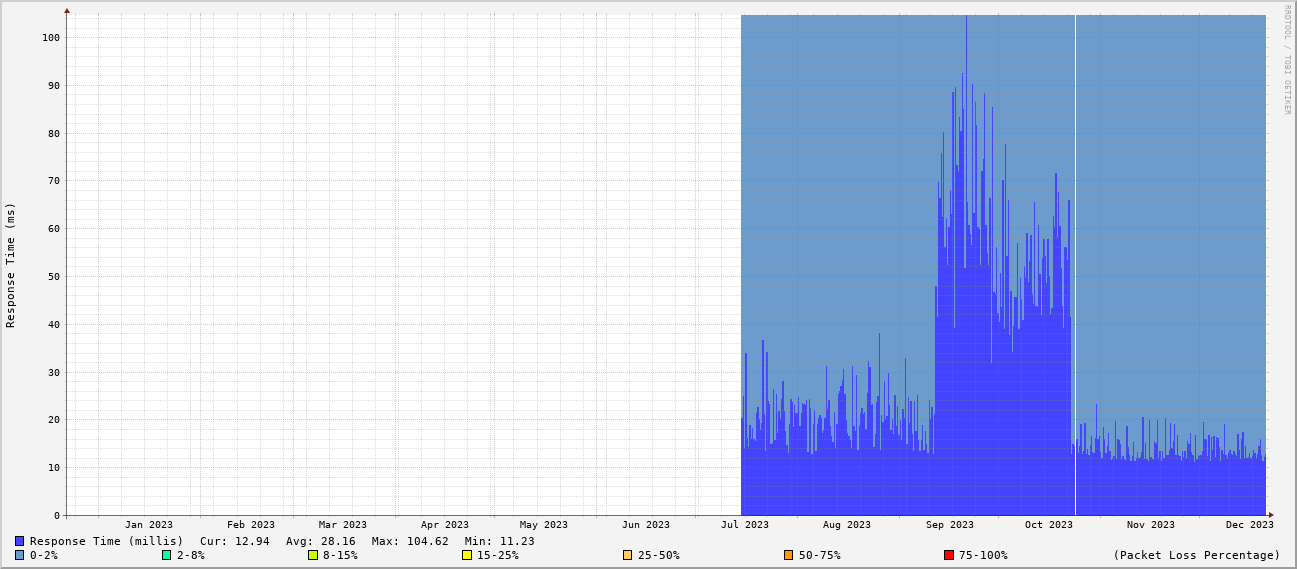 RRDTOOL / TOBI OETIKER
Response Time (ms)
100
90
80
70
60
50
40
30
20
10
0
Jan 2023 Feb 2023 Mar 2023 Apr 2023 May 2023 Jun 2023 Jul 2023 Aug 2023 Sep 2023 Oct 2023 Nov 2023 Dec 2023
Response Time (millis) Cur: 12.94 Avg: 28.16 Max: 104.62 Min: 11.23
0-2% 2-8% 8-15% 15-25% 25-50% 50-75% 75-100% (Packet Loss Percentage)